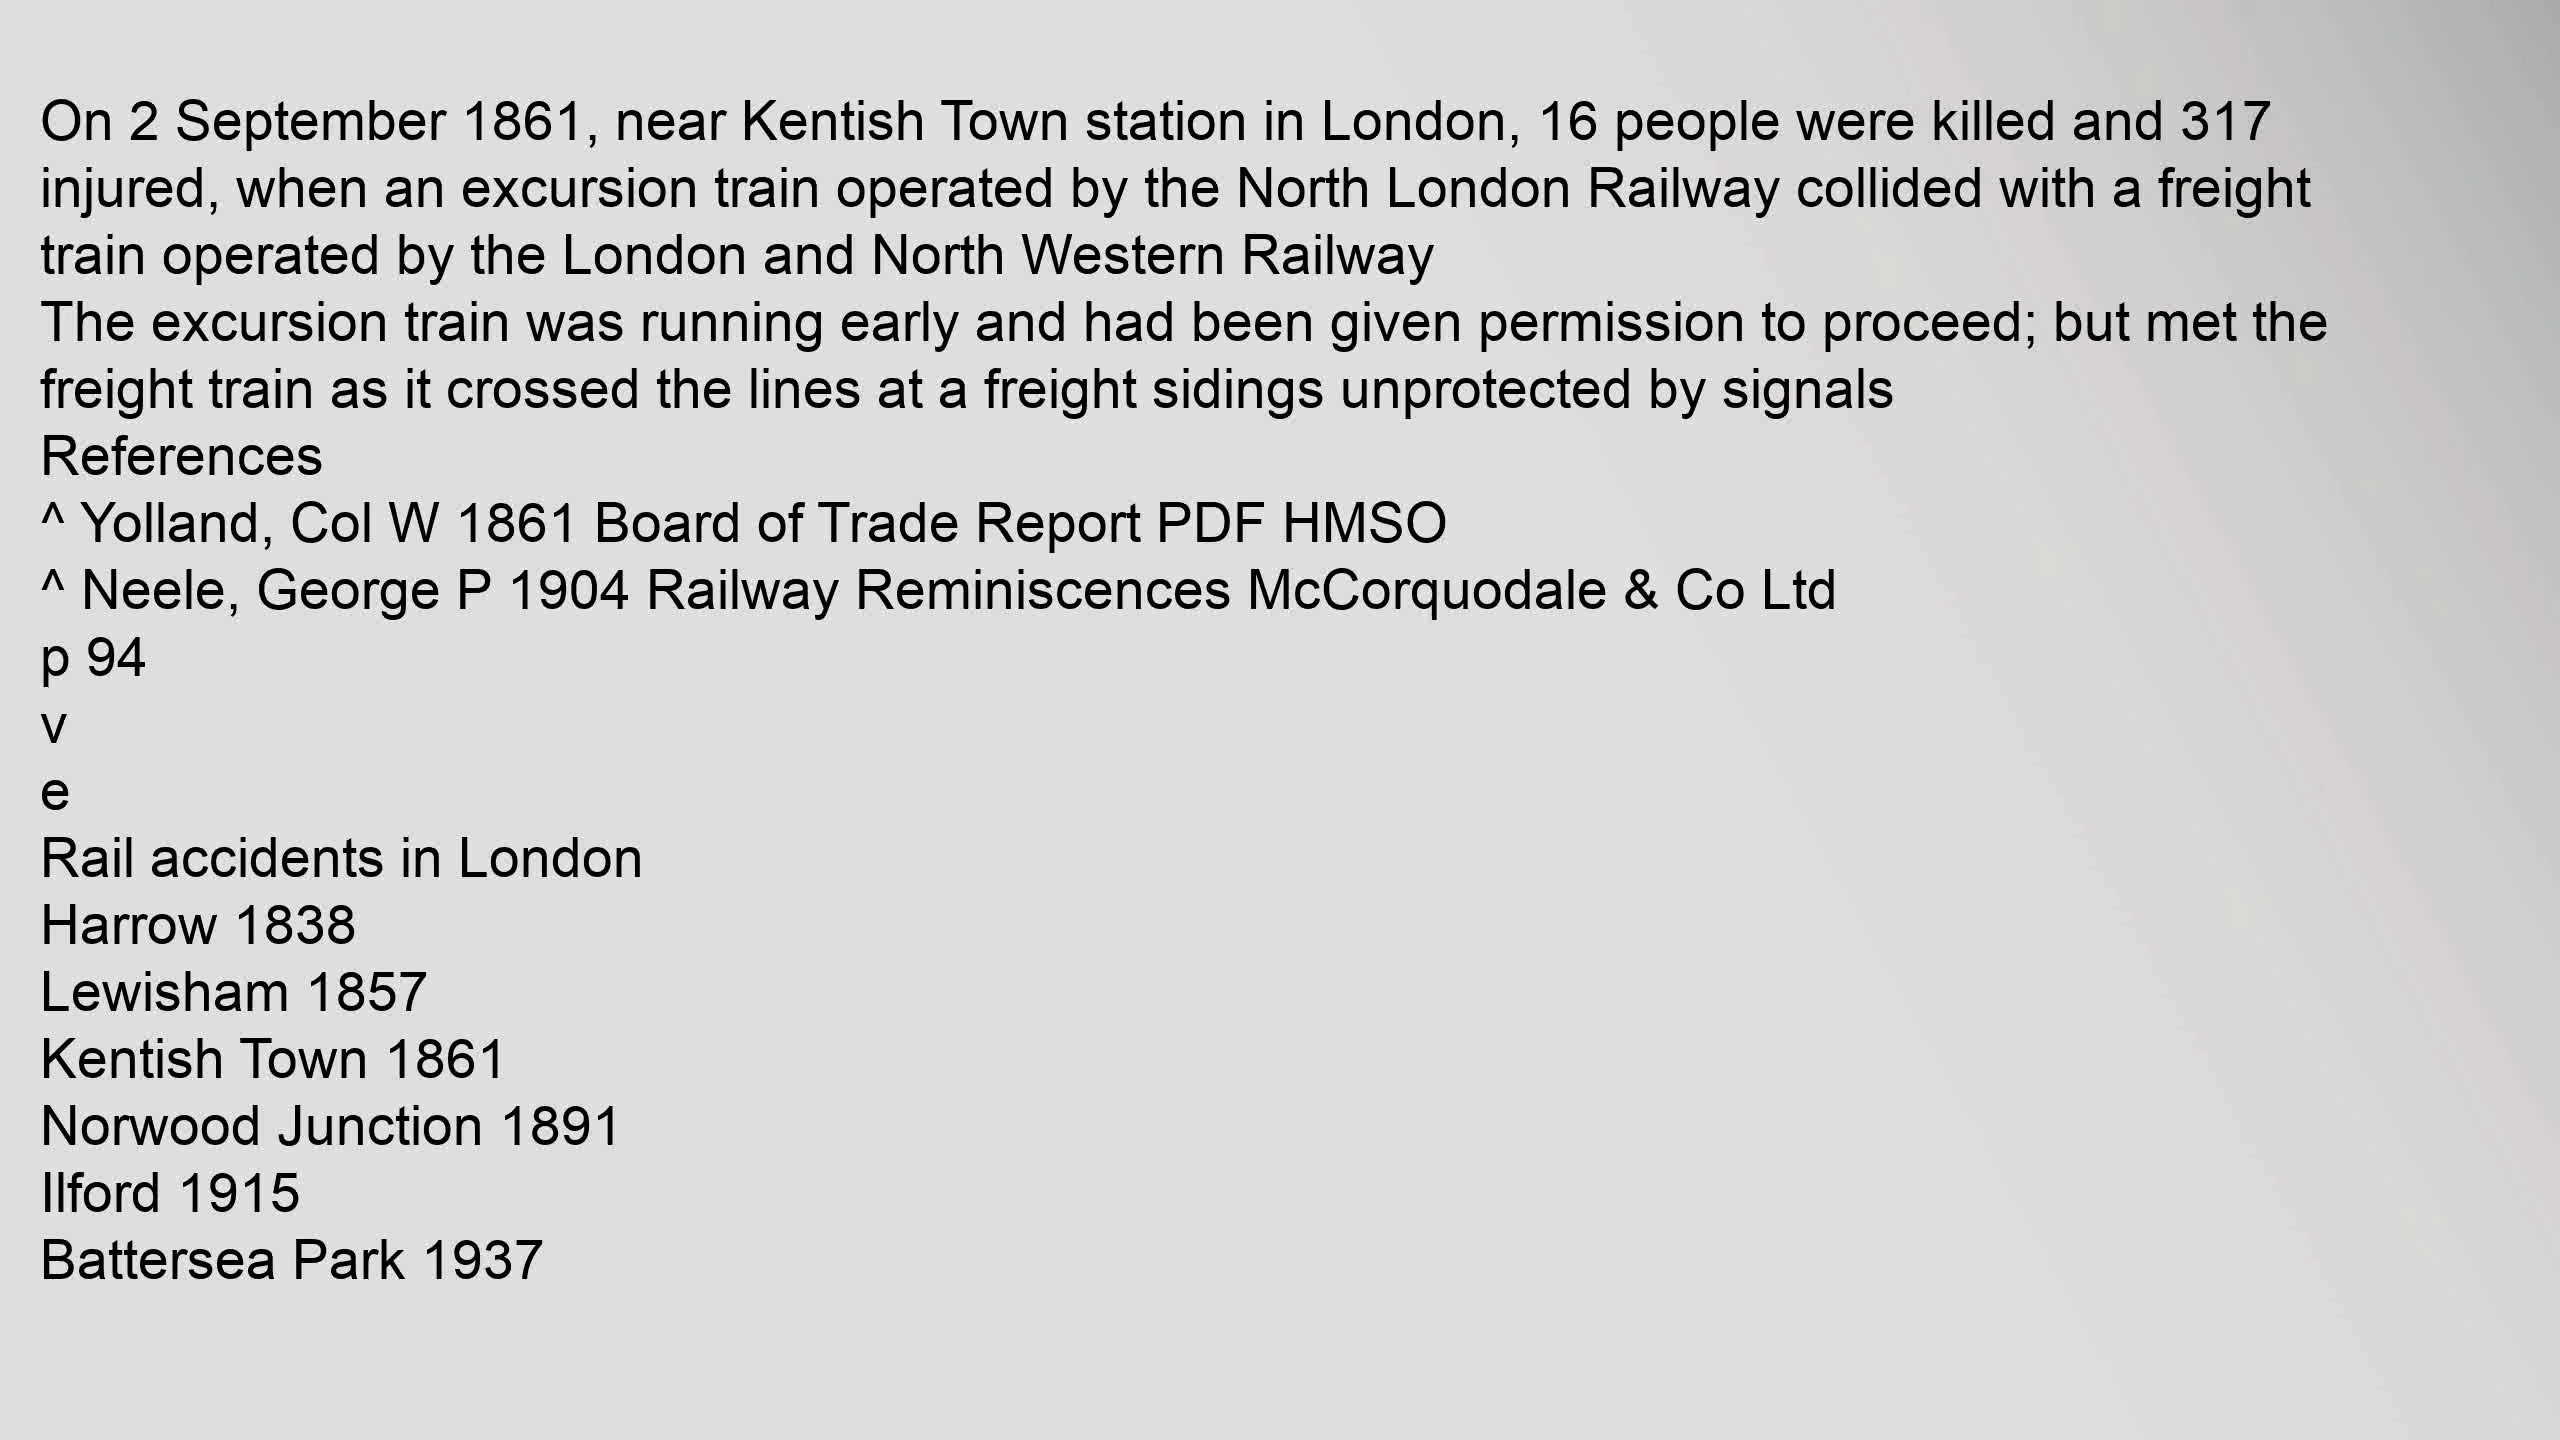 On 2 September 1861, near Kentish Town station in London, 16 people were killed and 317
injured, when an excursion train operated by the North London Railway collided with a freight
train operated by the London and North Western Railway
The excursion train was running early and had been given permission to proceed; but met the
freight train as it crossed the lines at a freight sidings unprotected by signals
References
^ Yolland, Col W 1861 Board of Trade Report PDF HMSO
^ Neele, George P 1904 Railway Reminiscences McCorquodale & Co Ltd
p 94
v
e
Rail accidents in London
Harrow 1838
Lewisham 1857
Kentish Town 1861
Norwood Junction 1891
Ilford 1915
Battersea Park 1937